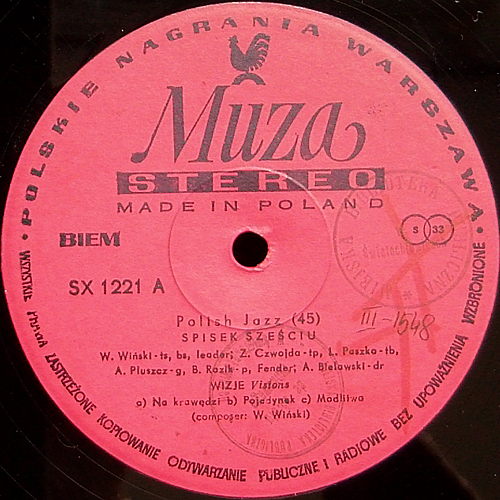 • POLSKIE NAGRANIA WARSZAWA •
Muza
STEREO
MADE IN POLAND
BIEM
S 33
SX 1221 A
III-1548
Polish Jazz (45)
SPISEK SZEŚCIU
W. Wiński-ts, bs, leader; Z. Czwojda-tp, L. Paszko-tb,
A. Pluszcz-g, B. Rozik-p, Fender; A. Bielawski-dr
WIZJE Visions
a) Na krawędzi b) Pojedynek c) Modlitwa
(composer: W. Wiński)
WSZYSTKIE PRAWA ZASTRZEŻONE KOPIOWANIE ODTWARZANIE PUBLICZNE I RADIOWE BEZ UPOWAŻNIENIA WZBRONIONE